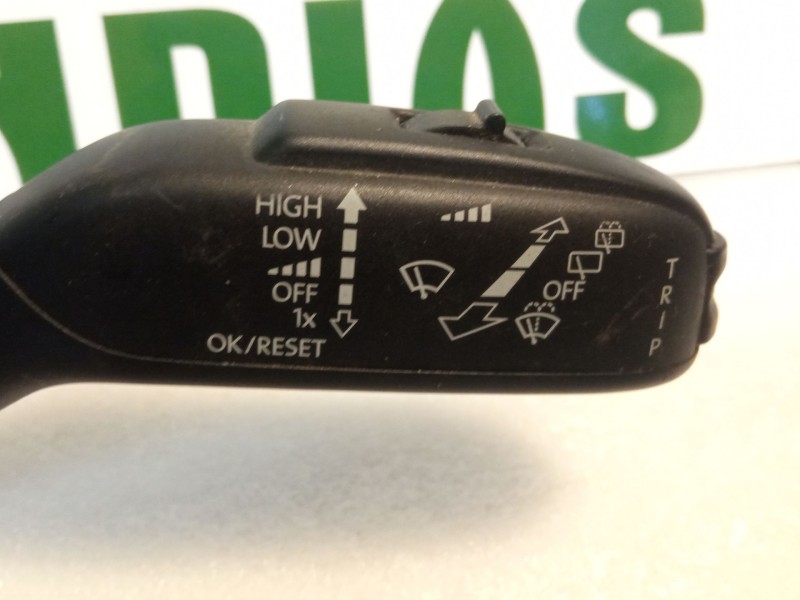 HIGH
LOW
OFF
1x
OK/RESET
OFF
TRIP